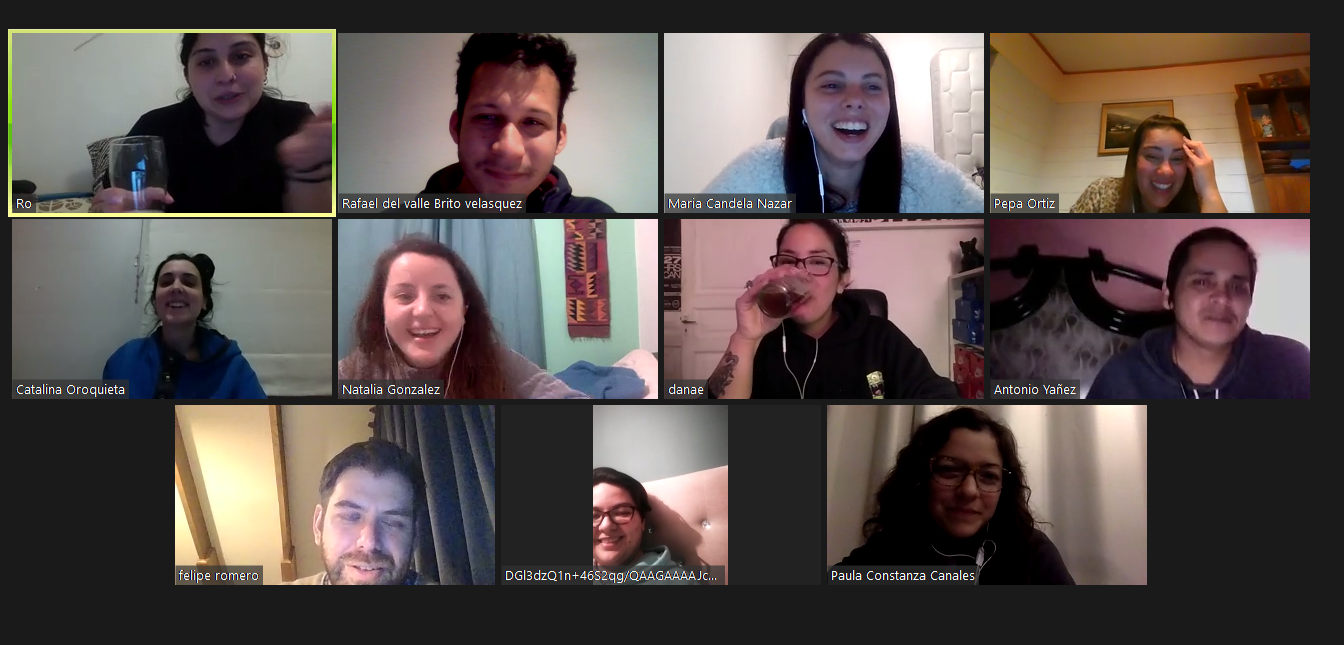 Ro
Rafael del valle Brito velasquez
Maria Candela Nazar
Pepa Ortiz
Catalina Oroquieta
Natalia Gonzalez
danae
Antonio Yañez
felipe romero
DGl3dzQ1n+46S2qg/QAAGAAAAJc...
Paula Constanza Canales